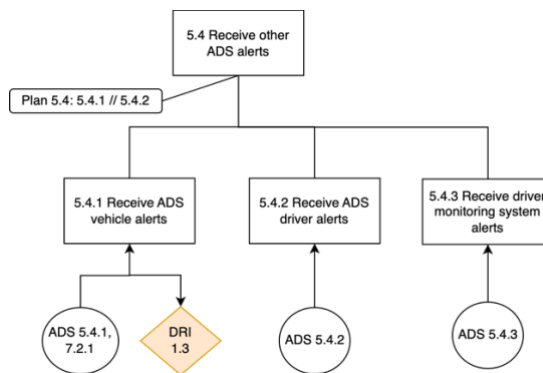 5.4 Receive other
ADS alerts
Plan 5.4: 5.4.1 // 5.4.2
5.4.1 Receive ADS
vehicle alerts
5.4.2 Receive ADS
driver alerts
5.4.3 Receive driver
monitoring system
alerts
ADS 5.4.1,
7.2.1
DRI
1.3
ADS 5.4.2
ADS 5.4.3